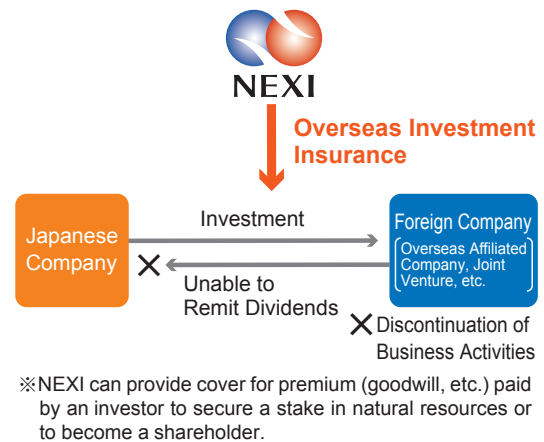 NEXI
Overseas Investment
Insurance
Japanese
Company
Investment
Foreign Company
Overseas Affiliated
Company, Joint
Venture, etc.
Unable to
Remit Dividends
Discontinuation of
Business Activities
※NEXI can provide cover for premium (goodwill, etc.) paid
by an investor to secure a stake in natural resources or
to become a shareholder.